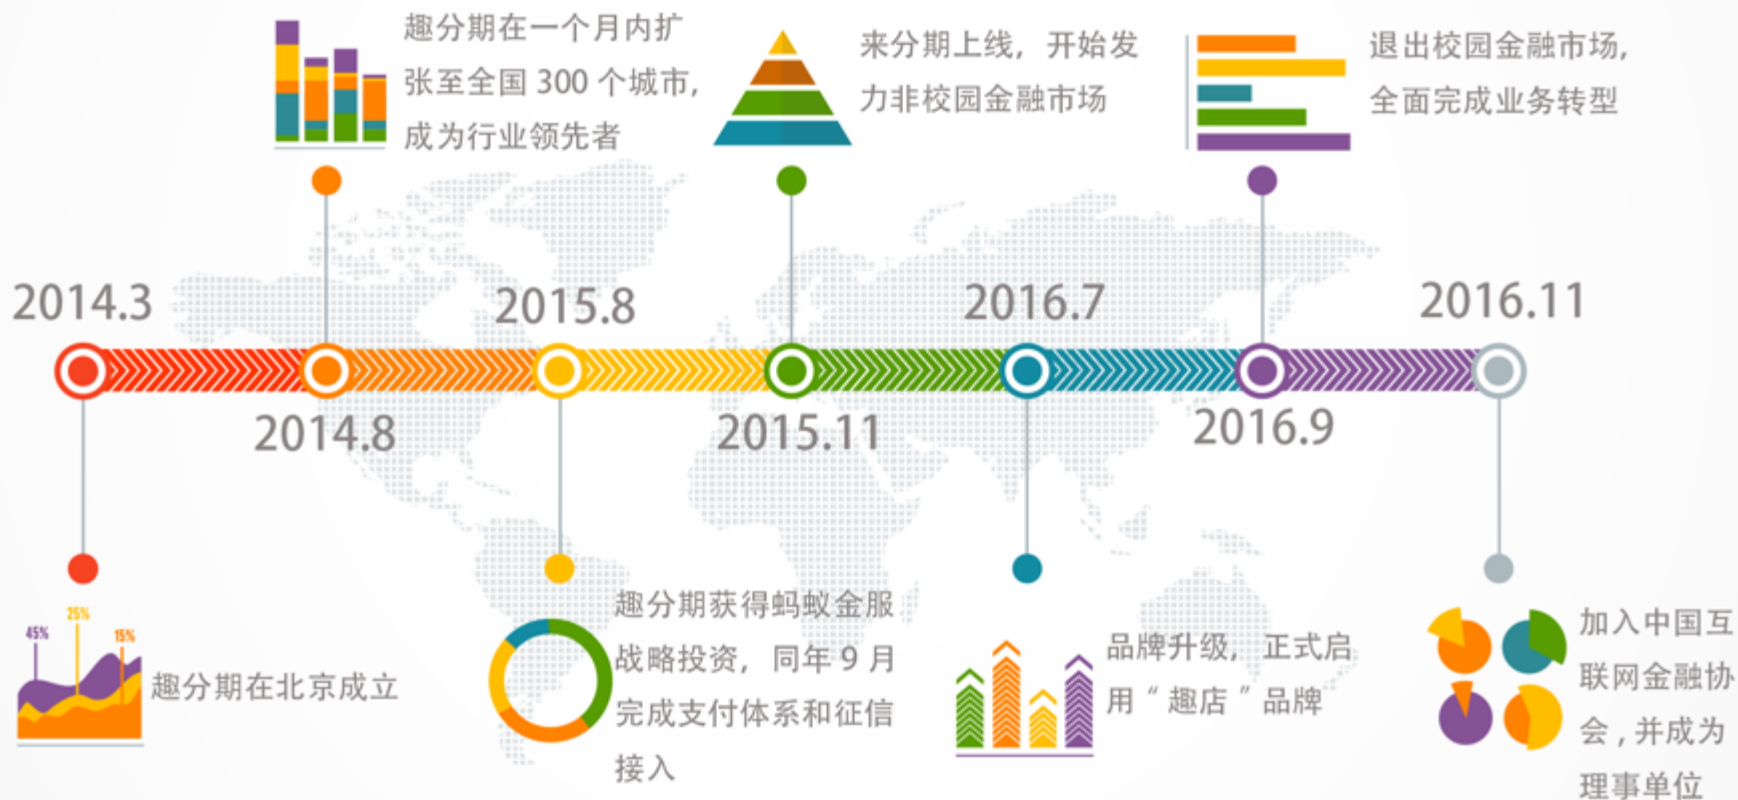 趣分期在一个月内扩
张至全国 300 个城市,
成为行业领先者
来分期上线，开始发
力非校园金融市场
退出校园金融市场,
全面完成业务转型
2014.3
2015.8
2016.7
2016.11
2014.8
2015.11
2016.9
45%
25%
15%
趣分期在北京成立
趣分期获得蚂蚁金服
战略投资，同年 9 月
完成支付体系和征信
接入
品牌升级，正式启
用“趣店”品牌
加入中国互
联网金融协
会,并成为
理事单位